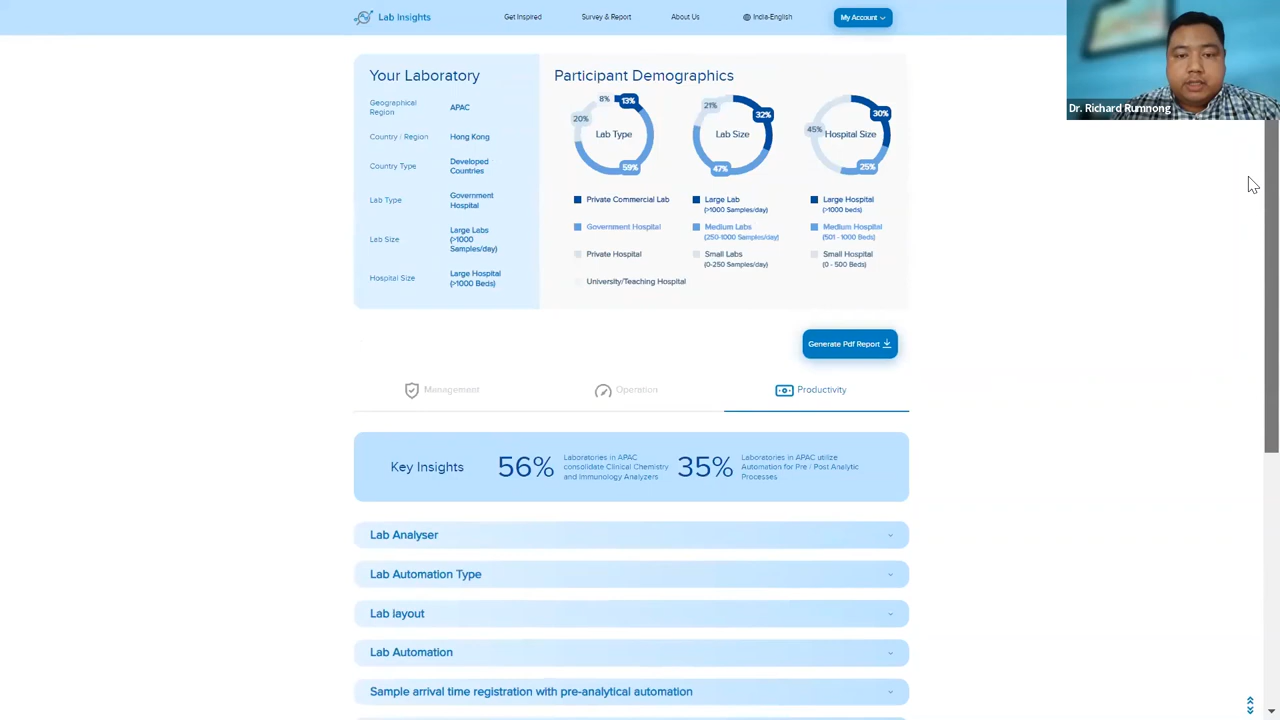 Lab Insights
Get Inspired
Survey & Report
About Us
India-English
My Account
Dr. Richard Rumnong
Your Laboratory
Geographical
Region
APAC
Country / Region
Hong Kong
Country Type
Developed
Countries
Lab Type
Government
Hospital
Lab Size
Large Labs
(>1000
Samples/day)
Hospital Size
Large Hospital
(>1000 Beds)
Participant Demographics
8%
13%
20%
Lab Type
59%
21%
32%
Lab Size
47%
30%
45%
Hospital Size
25%
Private Commercial Lab
Government Hospital
Private Hospital
University/Teaching Hospital
Large Lab
(>1000 Samples/day)
Medium Labs
(250-1000 Samples/day)
Small Labs
(0-250 Samples/day)
Large Hospital
(>1000 beds)
Medium Hospital
(501 - 1000 Beds)
Small Hospital
(0 - 500 Beds)
Generate Pdf Report
Management
Operation
Productivity
Key Insights
56%
Laboratories in APAC
consolidate Clinical Chemistry
and Immunology Analyzers
35%
Laboratories in APAC utilize
Automation for Pre / Post Analytic
Processes
Lab Analyser
Lab Automation Type
Lab layout
Lab Automation
Sample arrival time registration with pre-analytical automation